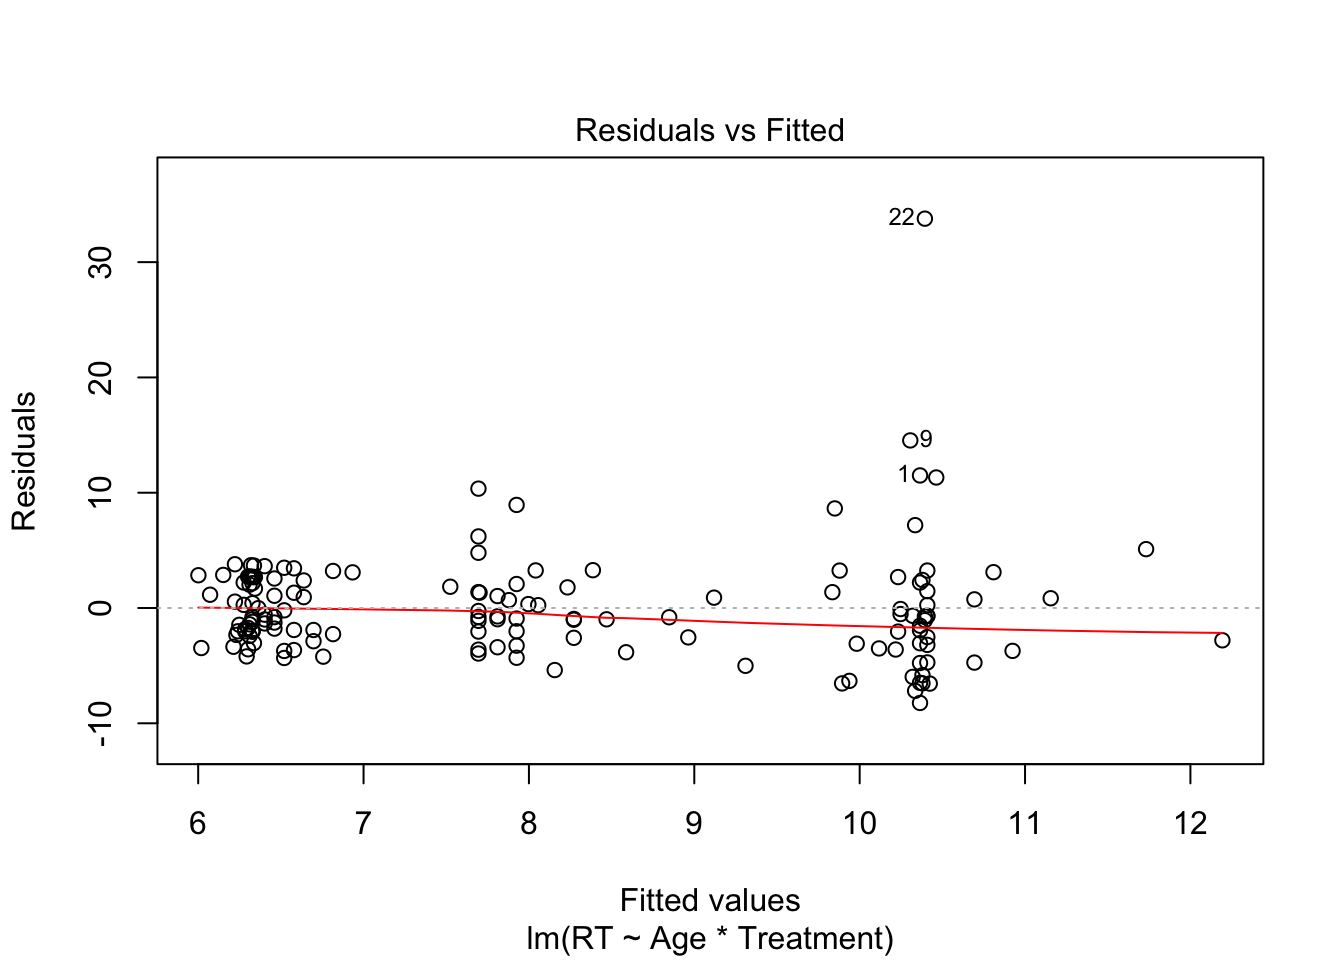 Residuals vs Fitted
22
9
1
Residuals
30
20
10
0
-10
6 7 8 9 10 11 12
Fitted values
lm(RT ~ Age * Treatment)